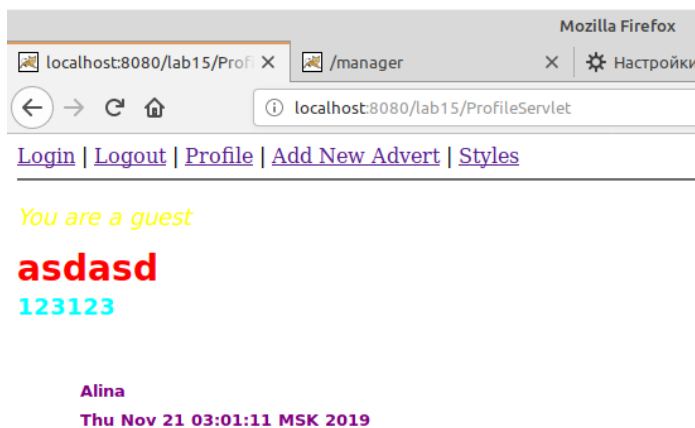 Mozilla Firefox
localhost:8080/lab15/Prof
/manager
Настройки
localhost:8080/lab15/ProfileServlet
Login | Logout | Profile | Add New Advert | Styles
You are a guest
asdasd
123123
Alina
Thu Nov 21 03:01:11 MSK 2019